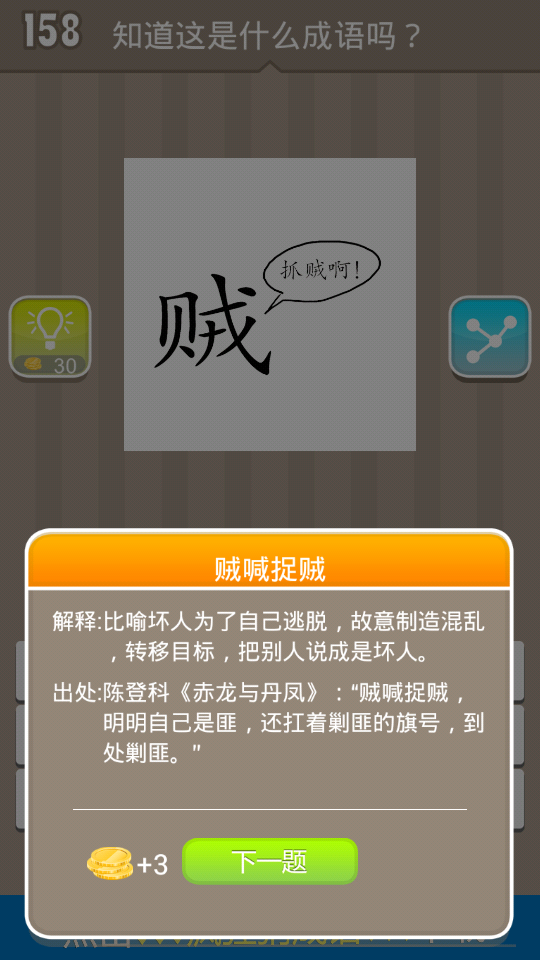 158 知道这是什么成语吗？
抓贼啊！
贼
30
贼喊捉贼
解释:比喻坏人为了自己逃脱，故意制造混乱
，转移目标，把别人说成是坏人。
出处:陈登科《赤龙与丹凤》：“贼喊捉贼，
明明自己是匪，还扛着剿匪的旗号，到
处剿匪。”
+3
下一题